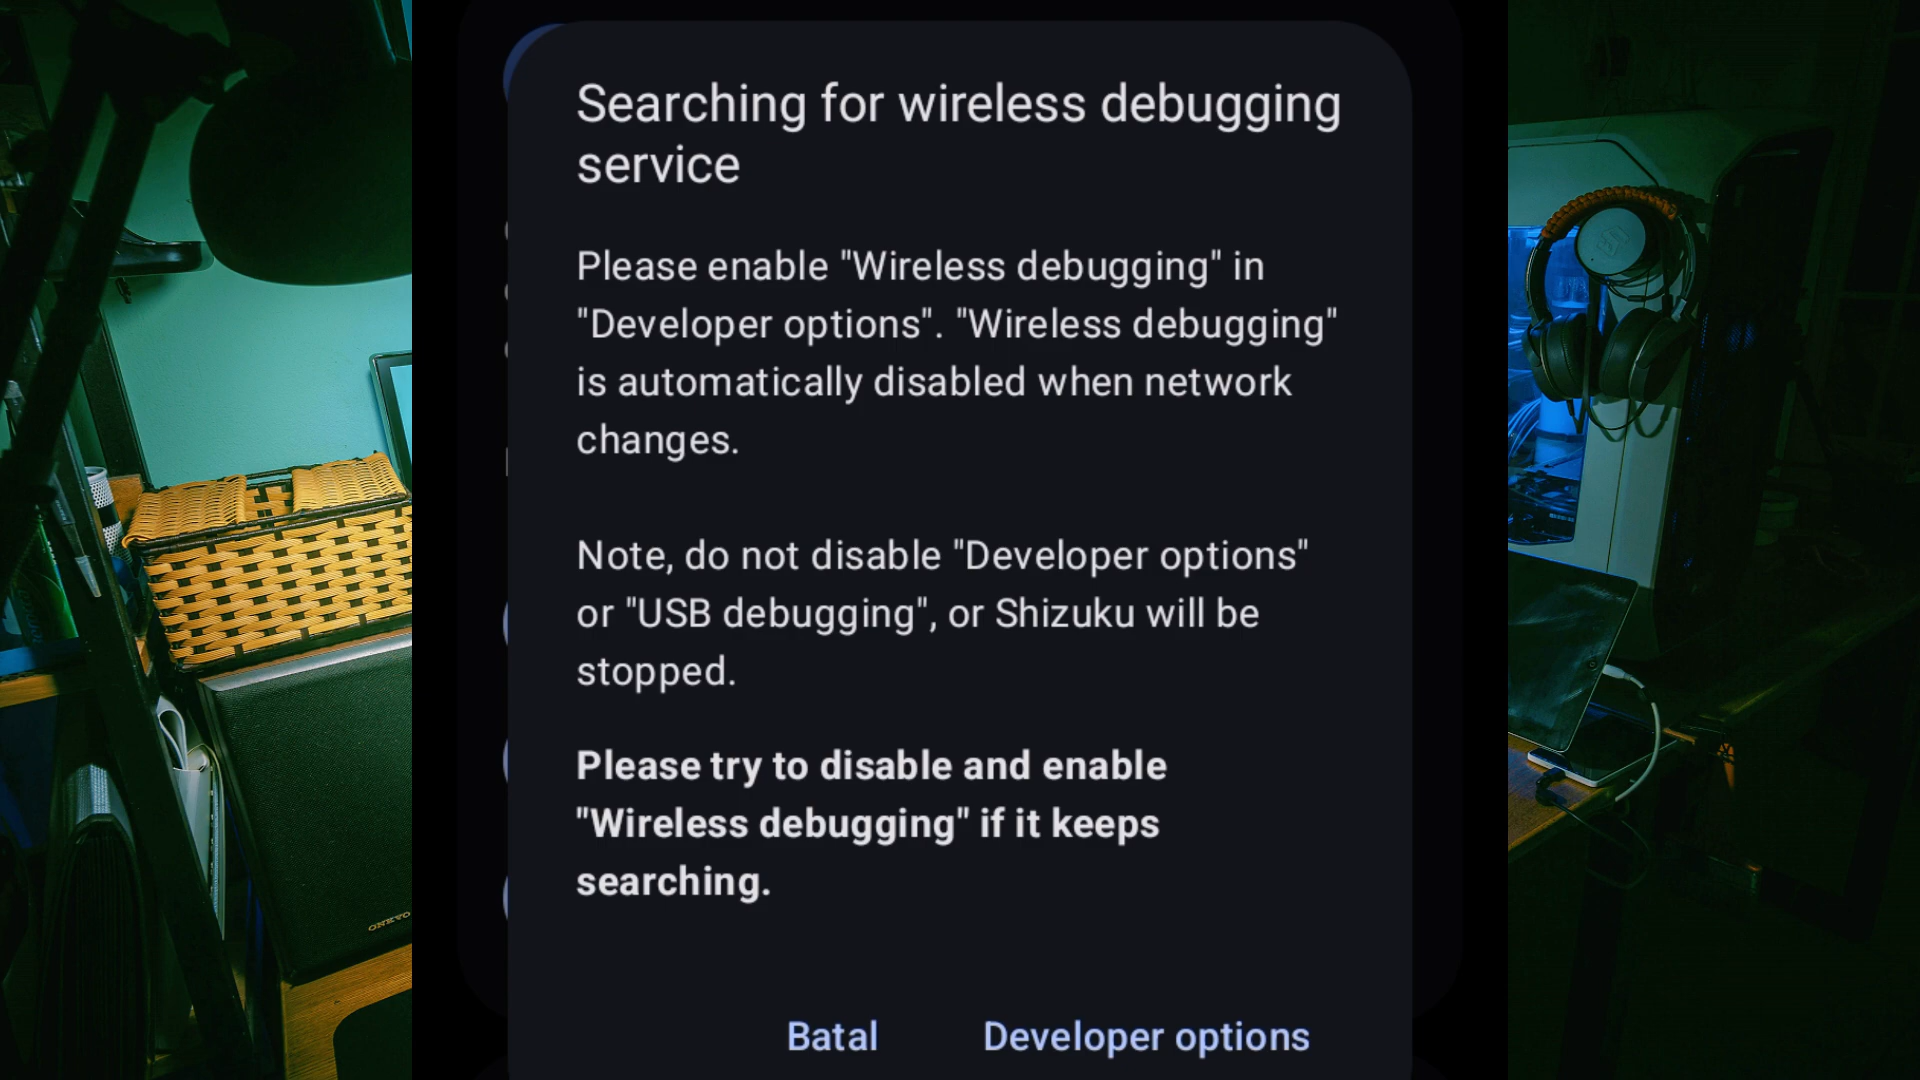 Searching for wireless debugging
service
Please enable "Wireless debugging" in
"Developer options". "Wireless debugging"
is automatically disabled when network
changes.
Note, do not disable "Developer options"
or "USB debugging", or Shizuku will be
stopped.
Please try to disable and enable
"Wireless debugging" if it keeps
searching.
Batal
Developer options
ONKYO